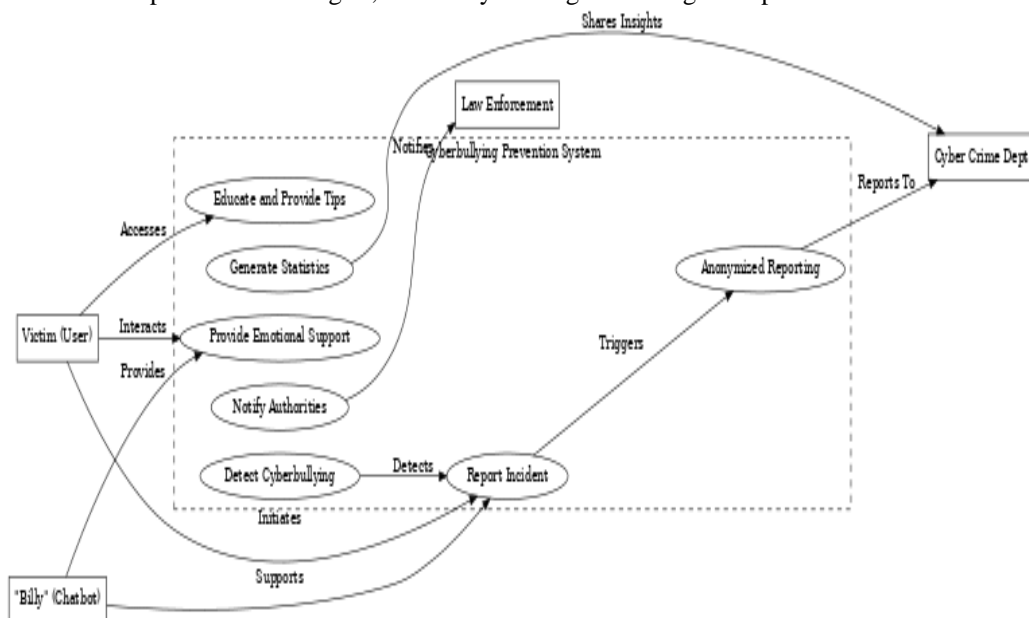 Shares Insights
Law Enforcement
Notifies
Cyberbullying Prevention System
Cyber Crime Dept
Educate and Provide Tips
Reports To
Accesses
Generate Statistics
Anonymized Reporting
Victim (User)
Interacts
Provide Emotional Support
Triggers
Provides
Notify Authorities
Detect Cyberbullying
Detects
Report Incident
Initiates
Supports
"Billy" (Chatbot)